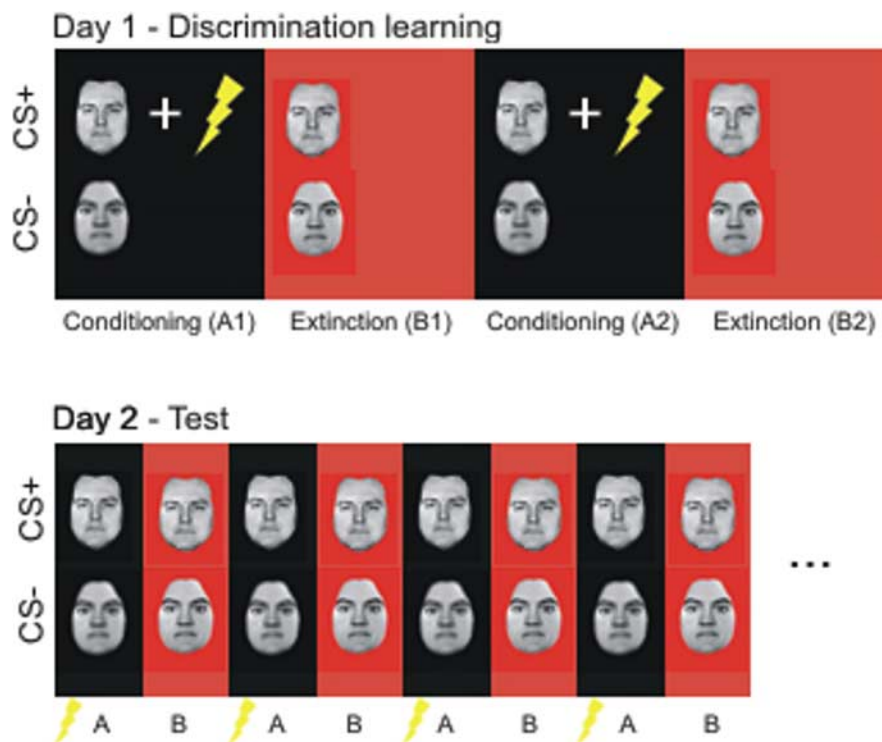 Day 1 - Discrimination learning
CS+
+
+
CS-
Conditioning (A1) Extinction (B1) Conditioning (A2) Extinction (B2)
Day 2 - Test
CS+
CS-
...
A B A B A B A B